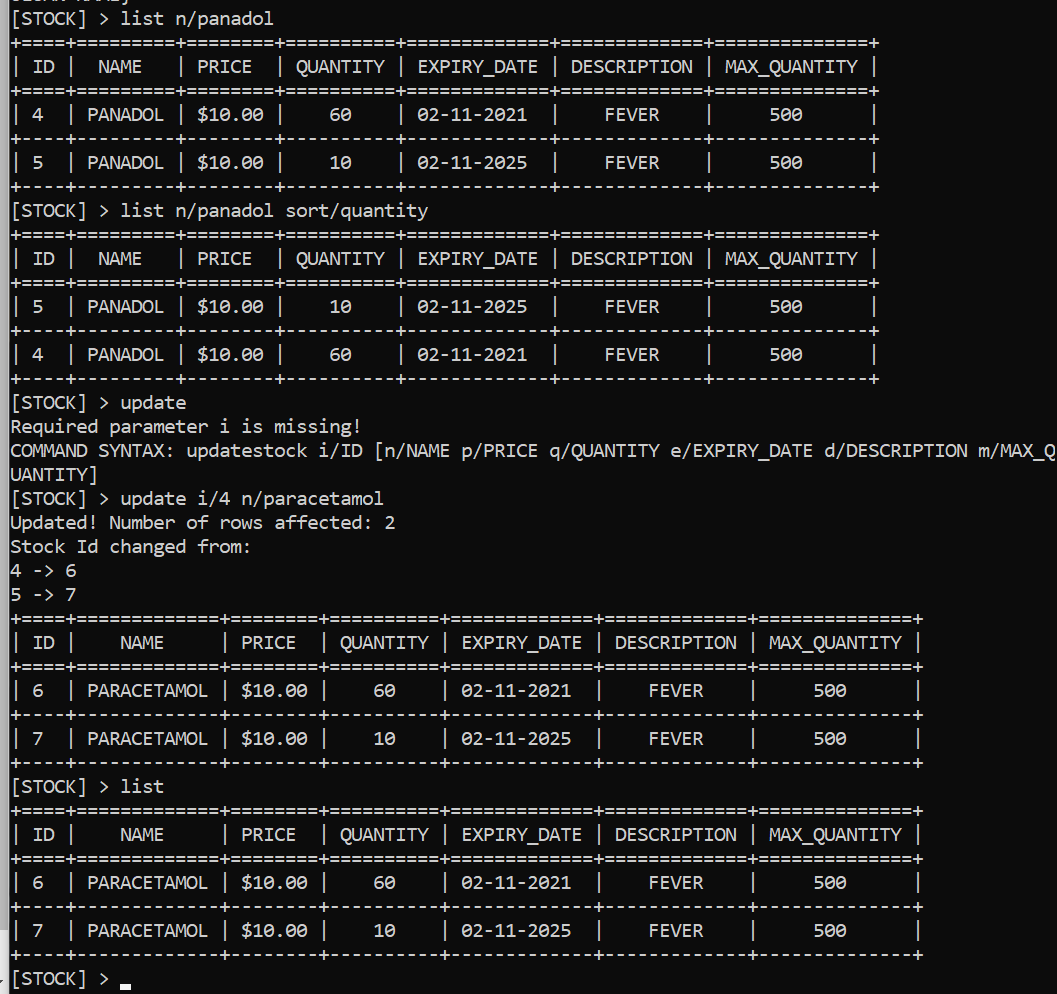 [STOCK] > list n/panadol
+====+=========+========+==========+=============+=============+==============+
| ID |  NAME   | PRICE  | QUANTITY | EXPIRY_DATE | DESCRIPTION | MAX_QUANTITY |
+====+=========+========+==========+=============+=============+==============+
| 4  | PANADOL | $10.00 |    60    | 02-11-2021  |    FEVER    |     500      |
+----+---------+--------+----------+-------------+-------------+--------------+
| 5  | PANADOL | $10.00 |    10    | 02-11-2025  |    FEVER    |     500      |
+----+---------+--------+----------+-------------+-------------+--------------+
[STOCK] > list n/panadol sort/quantity
+====+=========+========+==========+=============+=============+==============+
| ID |  NAME   | PRICE  | QUANTITY | EXPIRY_DATE | DESCRIPTION | MAX_QUANTITY |
+====+=========+========+==========+=============+=============+==============+
| 5  | PANADOL | $10.00 |    10    | 02-11-2025  |    FEVER    |     500      |
+----+---------+--------+----------+-------------+-------------+--------------+
| 4  | PANADOL | $10.00 |    60    | 02-11-2021  |    FEVER    |     500      |
+----+---------+--------+----------+-------------+-------------+--------------+
[STOCK] > update
Required parameter i is missing!
COMMAND SYNTAX: updatestock i/ID [n/NAME p/PRICE q/QUANTITY e/EXPIRY_DATE d/DESCRIPTION m/MAX_Q
UANTITY]
[STOCK] > update i/4 n/paracetamol
Updated! Number of rows affected: 2
Stock Id changed from:
4 -> 6
5 -> 7
+====+=============+========+==========+=============+=============+==============+
| ID |    NAME     | PRICE  | QUANTITY | EXPIRY_DATE | DESCRIPTION | MAX_QUANTITY |
+====+=============+========+==========+=============+=============+==============+
| 6  | PARACETAMOL | $10.00 |    60    | 02-11-2021  |    FEVER    |     500      |
+----+-------------+--------+----------+-------------+-------------+--------------+
| 7  | PARACETAMOL | $10.00 |    10    | 02-11-2025  |    FEVER    |     500      |
+----+-------------+--------+----------+-------------+-------------+--------------+
[STOCK] > list
+====+=============+========+==========+=============+=============+==============+
| ID |    NAME     | PRICE  | QUANTITY | EXPIRY_DATE | DESCRIPTION | MAX_QUANTITY |
+====+=============+========+==========+=============+=============+==============+
| 6  | PARACETAMOL | $10.00 |    60    | 02-11-2021  |    FEVER    |     500      |
+----+-------------+--------+----------+-------------+-------------+--------------+
| 7  | PARACETAMOL | $10.00 |    10    | 02-11-2025  |    FEVER    |     500      |
+----+-------------+--------+----------+-------------+-------------+--------------+
[STOCK] >